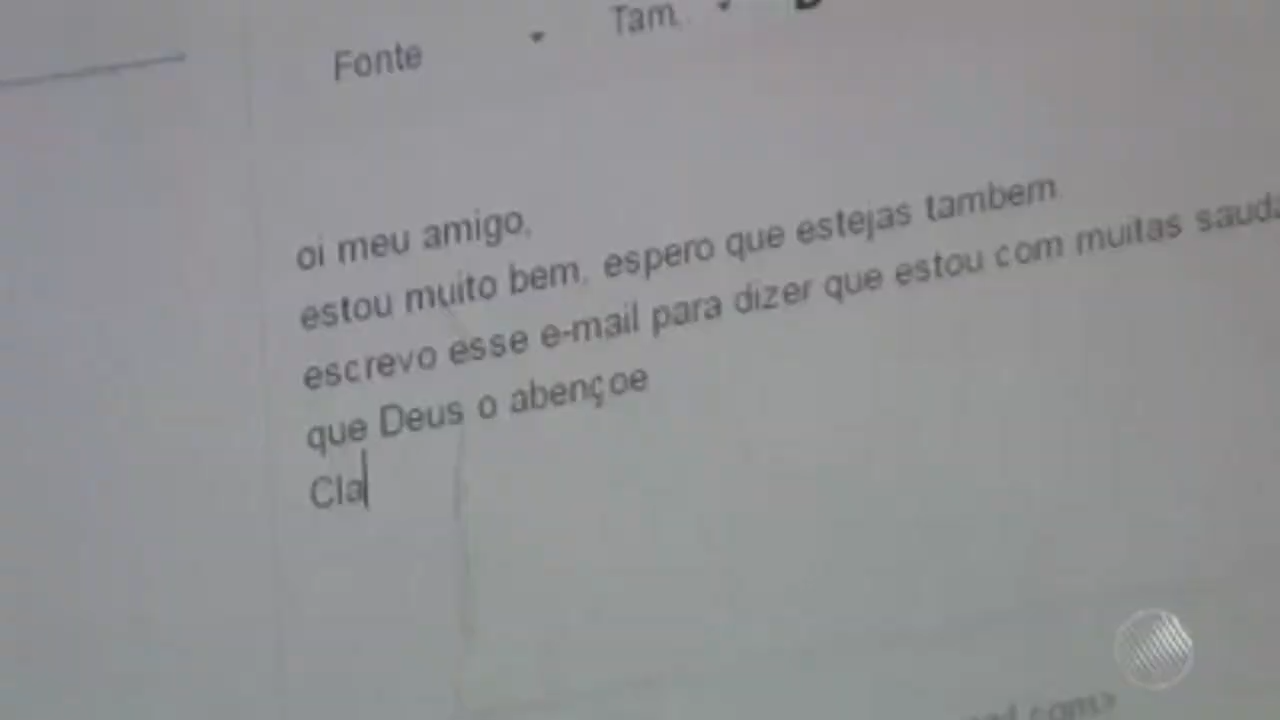 Fonte Tam.
oi meu amigo,
estou muito bem, espero que estejas tambem
escrevo esse e-mail para dizer que estou com muitas
que Deus o abençoe
Cla